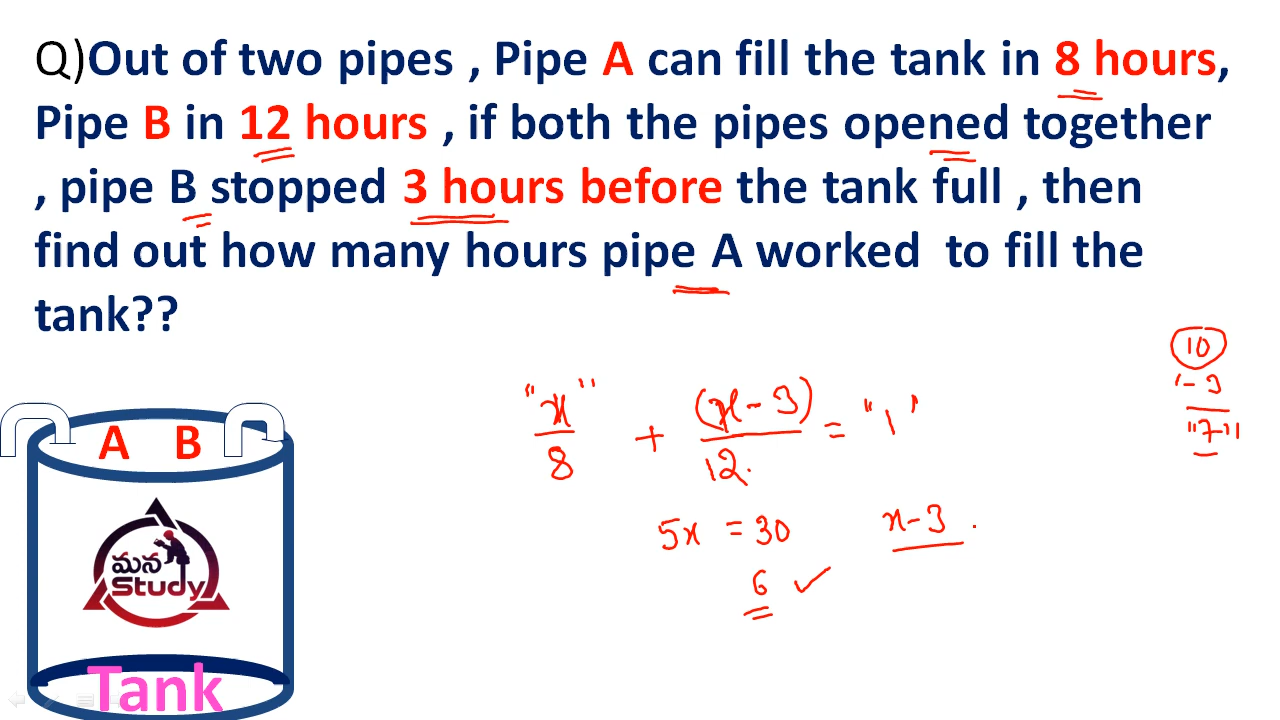 Q)Out of two pipes , Pipe A can fill the tank in 8 hours,
Pipe B in 12 hours , if both the pipes opened together
, pipe B stopped 3 hours before the tank full , then
find out how many hours pipe A worked to fill the
tank??
10
- 3
"7"
"x"/8 + (x-3)/12 = "1"
5x = 30
x-3
6 ✓
A B
మన
Study
Tank